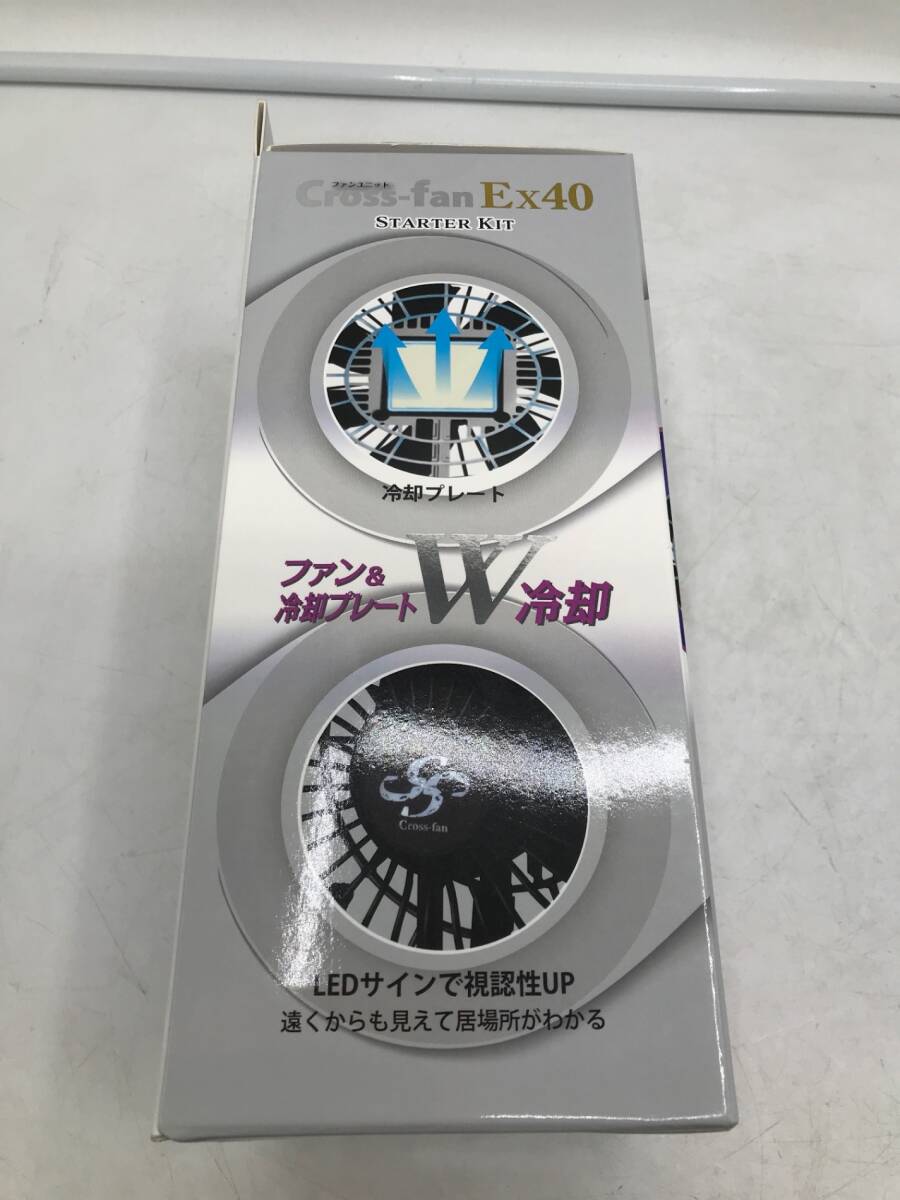 ファンユニット
Cross-fan Ex40
STARTER KIT
冷却プレート
ファン&
冷却プレート
W冷却
Cross-fan
LEDサインで視認性UP
遠くからも見えて居場所がわかる